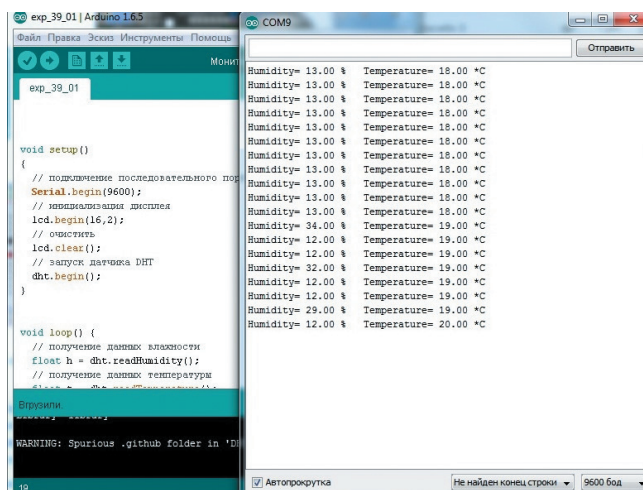 exp_39_01 | Arduino 1.6.5
Файл Правка Эскиз Инструменты Помощь
Мони
exp_39_01
void setup()
{
// подключение последовательного пор
Serial.begin(9600);
// инициализация дисплея
lcd.begin(16,2);
// очистить
lcd.clear();
// запуск датчика DHT
dht.begin();
}
void loop() {
// получение данных влажности
float h = dht.readHumidity();
// получение данных температуры
Вгрузили
WARNING: Spurious .github folder in 'D
19
COM9
Отправить
Humidity= 13.00 % Temperature= 18.00 *C
Humidity= 13.00 % Temperature= 18.00 *C
Humidity= 13.00 % Temperature= 18.00 *C
Humidity= 13.00 % Temperature= 18.00 *C
Humidity= 13.00 % Temperature= 18.00 *C
Humidity= 13.00 % Temperature= 18.00 *C
Humidity= 13.00 % Temperature= 18.00 *C
Humidity= 13.00 % Temperature= 18.00 *C
Humidity= 13.00 % Temperature= 18.00 *C
Humidity= 13.00 % Temperature= 18.00 *C
Humidity= 13.00 % Temperature= 18.00 *C
Humidity= 34.00 % Temperature= 19.00 *C
Humidity= 12.00 % Temperature= 19.00 *C
Humidity= 12.00 % Temperature= 19.00 *C
Humidity= 32.00 % Temperature= 19.00 *C
Humidity= 12.00 % Temperature= 19.00 *C
Humidity= 12.00 % Temperature= 19.00 *C
Humidity= 29.00 % Temperature= 19.00 *C
Humidity= 12.00 % Temperature= 20.00 *C
Автопрокрутка
Не найден конец строки
9600 бод